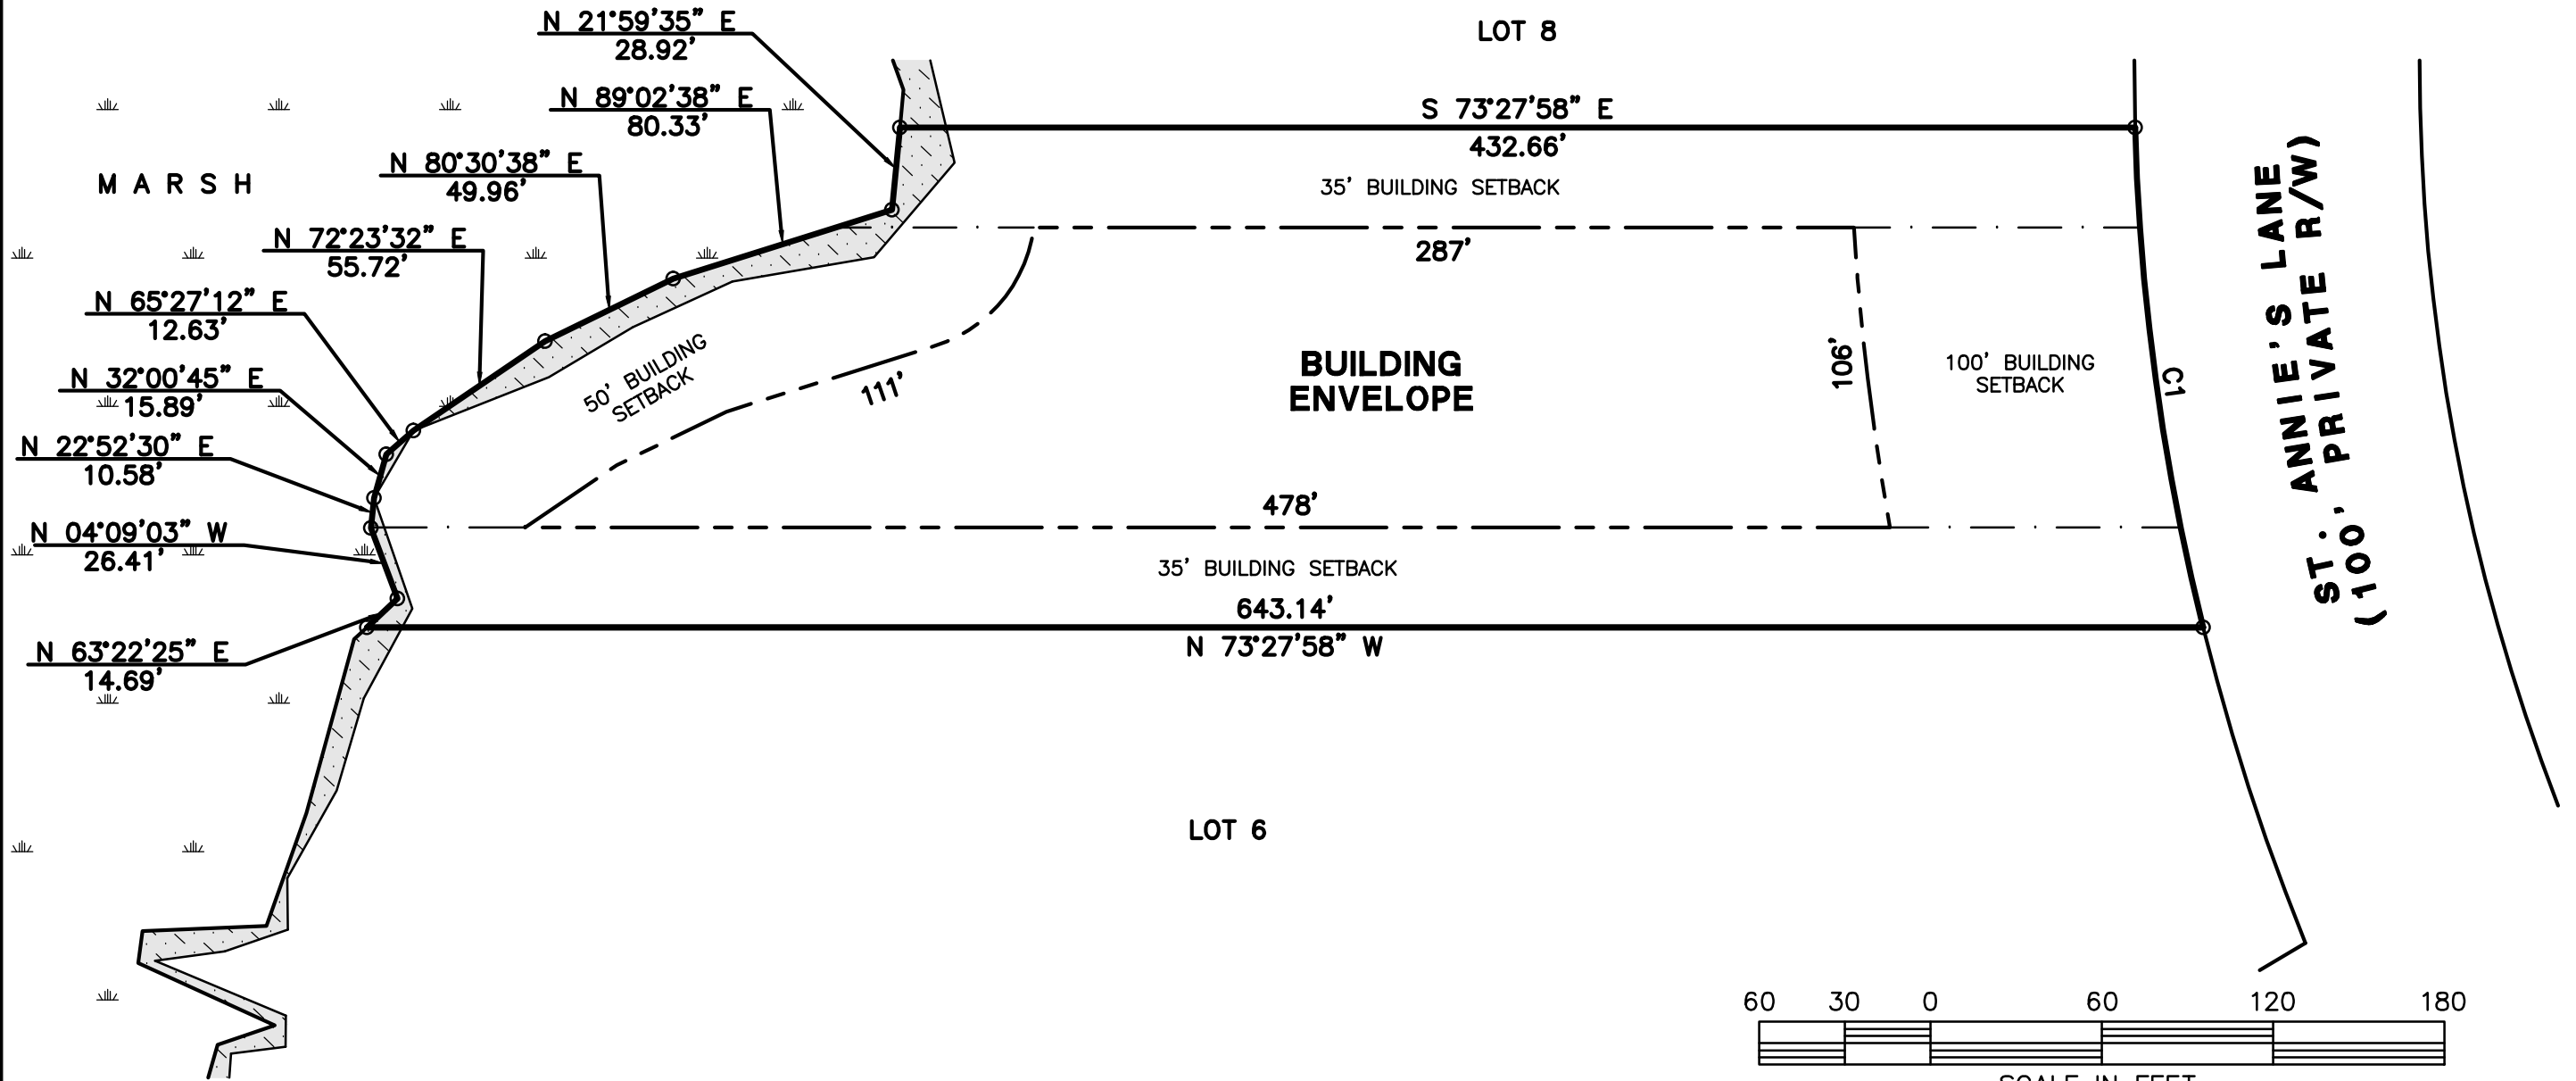 N 21°59'35" E
28.92'
LOT 8
N 89°02'38" E
80.33'
S 73°27'58" E
432.66'
N 80°30'38" E
49.96'
MARSH
35' BUILDING SETBACK
N 72°23'32" E
55.72'
287'
N 65°27'12" E
12.63'
50' BUILDING
SETBACK
111'
BUILDING
ENVELOPE
106'
100' BUILDING
SETBACK
C1
ST. ANNIE'S LANE
(100' PRIVATE R/W)
N 32°00'45" E
15.89'
N 22°52'30" E
10.58'
478'
N 04°09'03" W
26.41'
35' BUILDING SETBACK
643.14'
N 73°27'58" W
N 63°22'25" E
14.69'
LOT 6
60 30 0 60 120 180
SCALE IN FEET